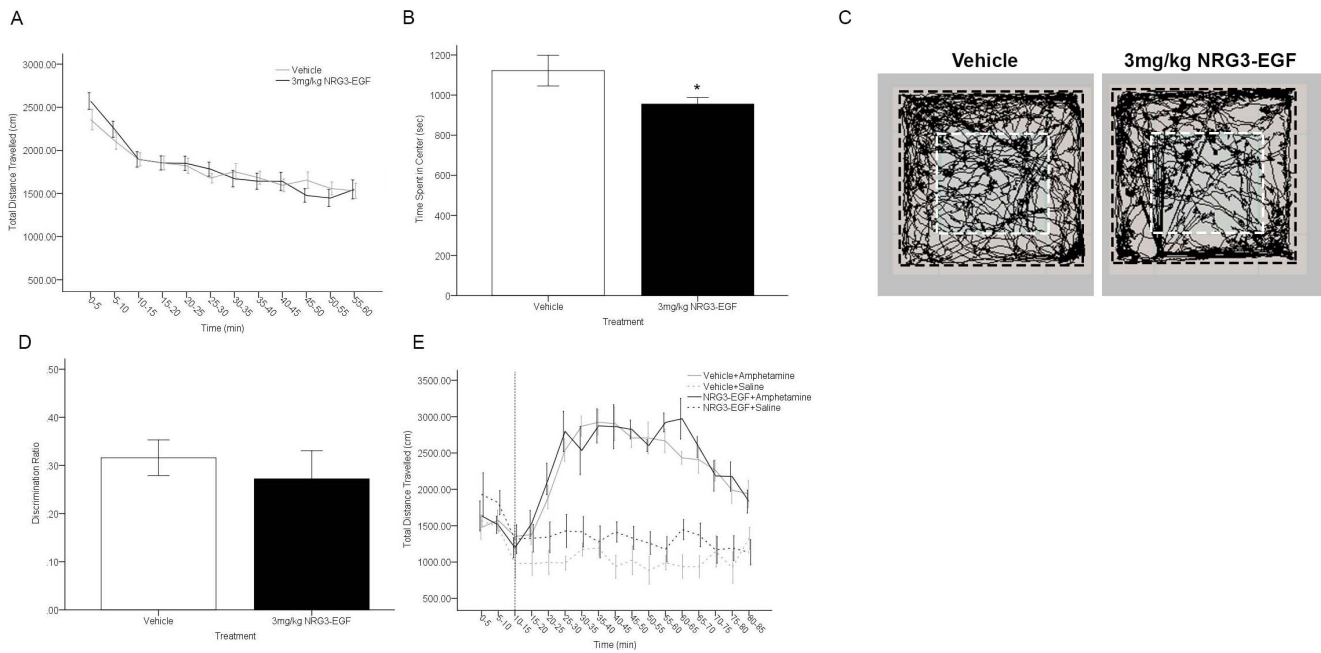 A
3000.00
2500.00
2000.00
1500.00
1000.00
500.00
Total Distance Travelled (cm)
Vehicle
3mg/kg NRG3-EGF
0-5
5-10
10-15
15-20
20-25
25-30
30-35
35-40
40-45
45-50
50-55
55-60
Time (min)
B
1200
1000
800
600
400
200
0
Time Spent in Center (sec)
*
Vehicle
3mg/kg NRG3-EGF
Treatment
C
Vehicle
3mg/kg NRG3-EGF
D
.50
.40
.30
.20
.10
.00
Discrimination Ratio
Vehicle
3mg/kg NRG3-EGF
Treatment
E
3500.00
3000.00
2500.00
2000.00
1500.00
1000.00
500.00
Total Distance Travelled (cm)
Vehicle+Amphetamine
Vehicle+Saline
NRG3-EGF+Amphetamine
NRG3-EGF+Saline
0-5
5-10
10-15
15-20
20-25
25-30
30-35
35-40
40-45
45-50
50-55
55-60
60-65
65-70
70-75
75-80
80-85
Time (min)